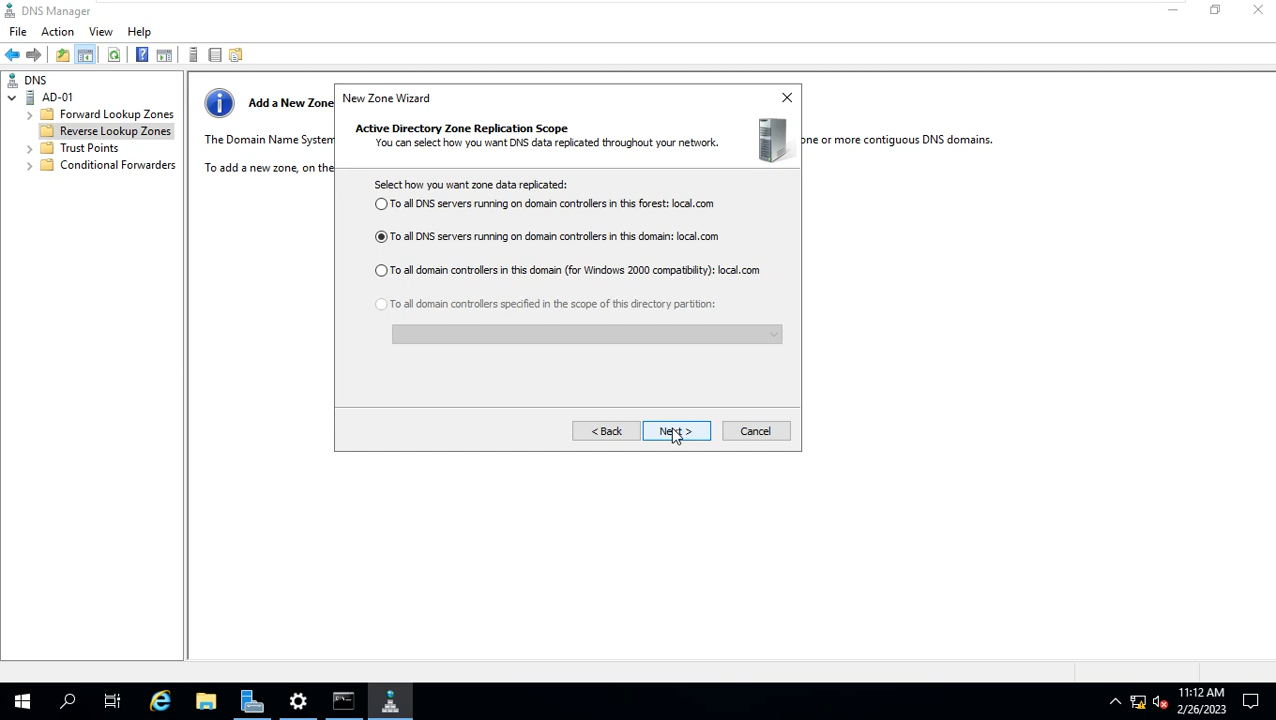 DNS Manager
File Action View Help
DNS
AD-01
Forward Lookup Zones
Reverse Lookup Zones
Trust Points
Conditional Forwarders
Add a New Zone
The Domain Name System
one or more contiguous DNS domains.
To add a new zone, on the
New Zone Wizard
Active Directory Zone Replication Scope
You can select how you want DNS data replicated throughout your network.
Select how you want zone data replicated:
To all DNS servers running on domain controllers in this forest: local.com
To all DNS servers running on domain controllers in this domain: local.com
To all domain controllers in this domain (for Windows 2000 compatibility): local.com
To all domain controllers specified in the scope of this directory partition:
< Back Next > Cancel
11:12 AM
2/26/2023